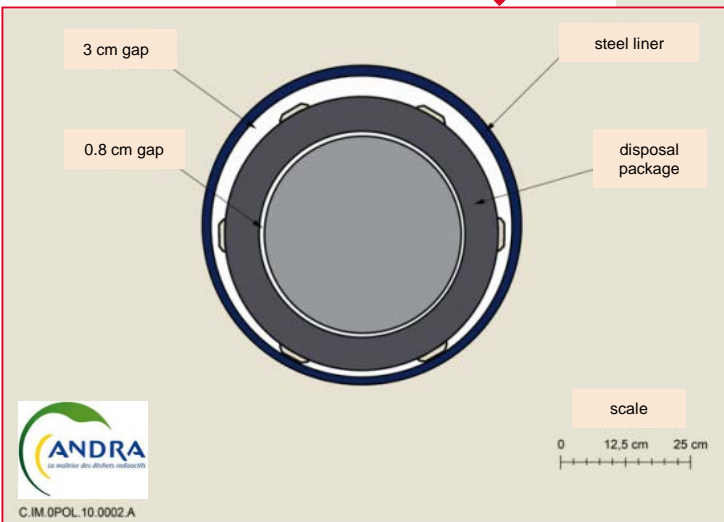 3 cm gap
steel liner
0.8 cm gap
disposal
package
scale
0 12,5 cm 25 cm
ANDRA
La maîtrise des déchets radioactifs
C.IM.0POL.10.0002.A